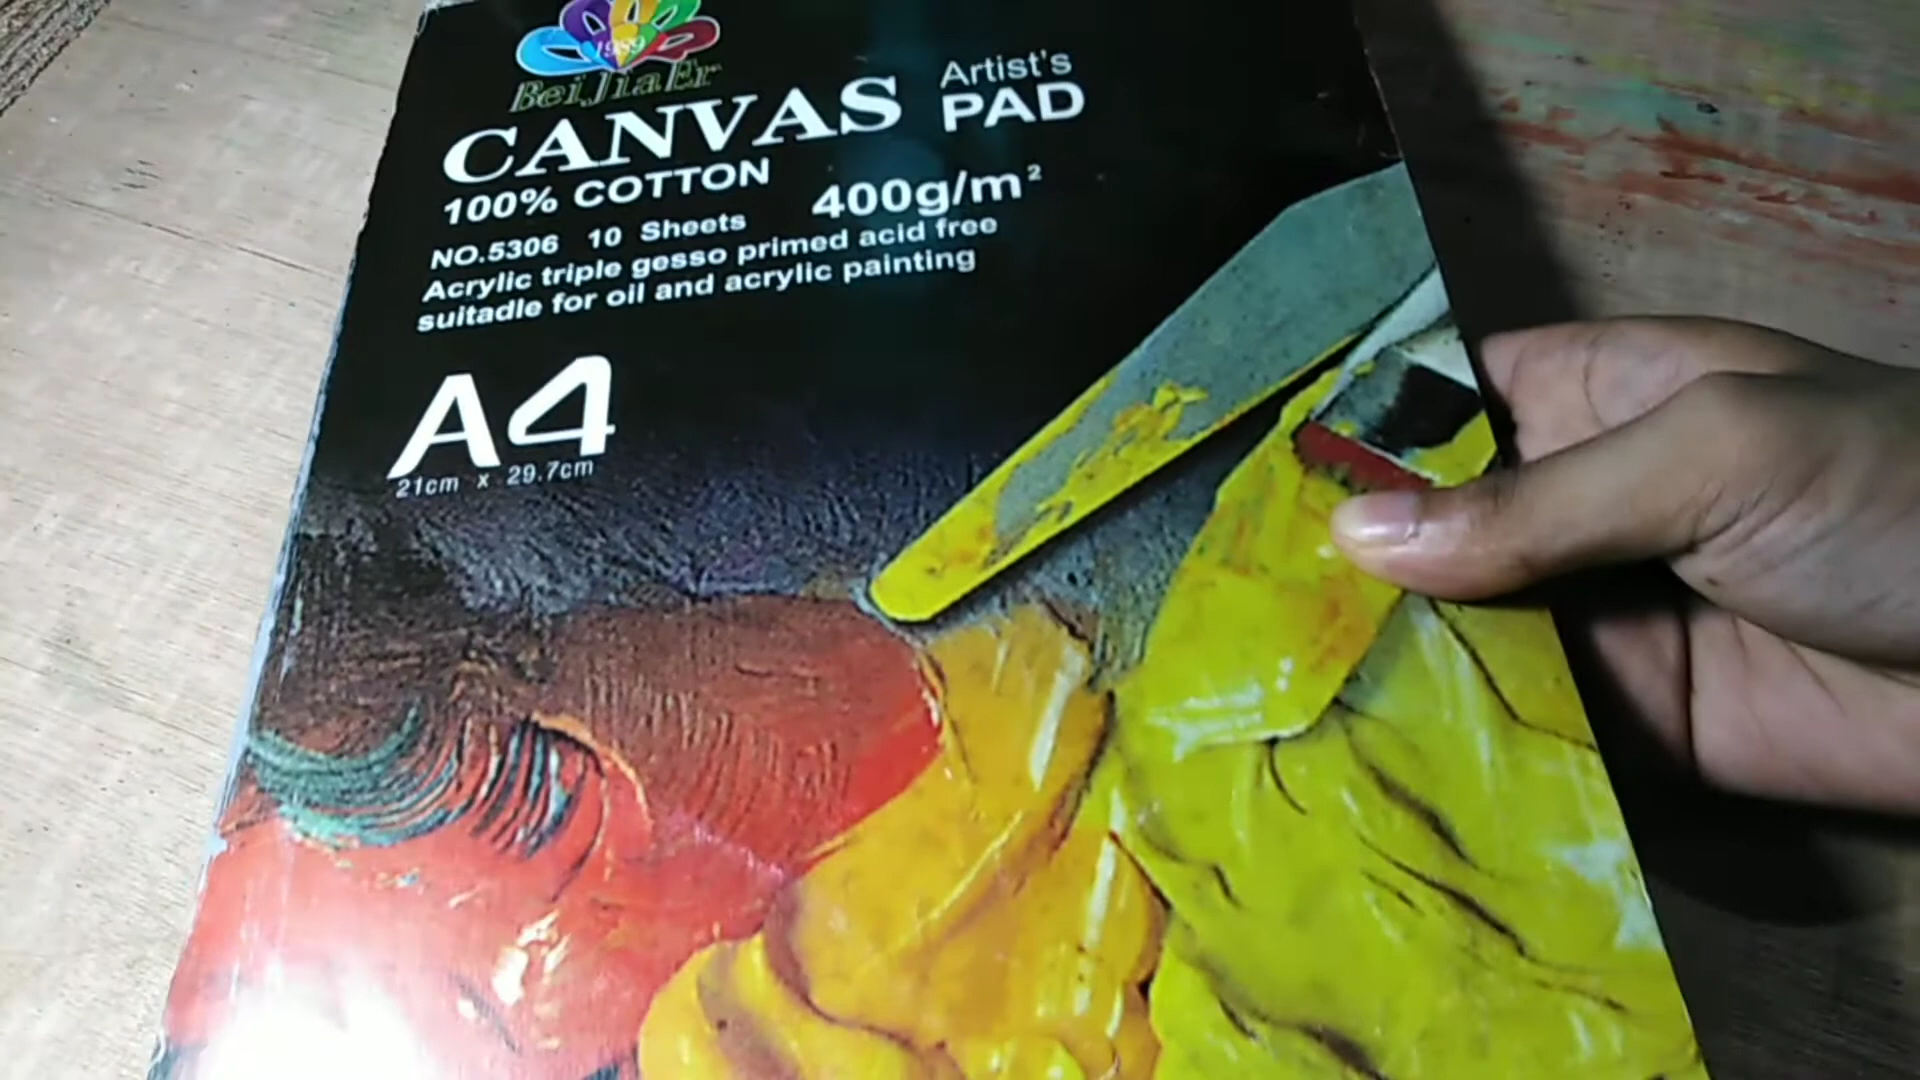 1989
BeiJiaEr
CANVAS Artist's PAD
100% COTTON 400g/m²
NO.5306 10 Sheets
Acrylic triple gesso primed acid free
suitadle for oil and acrylic painting
A4
21cm x 29.7cm